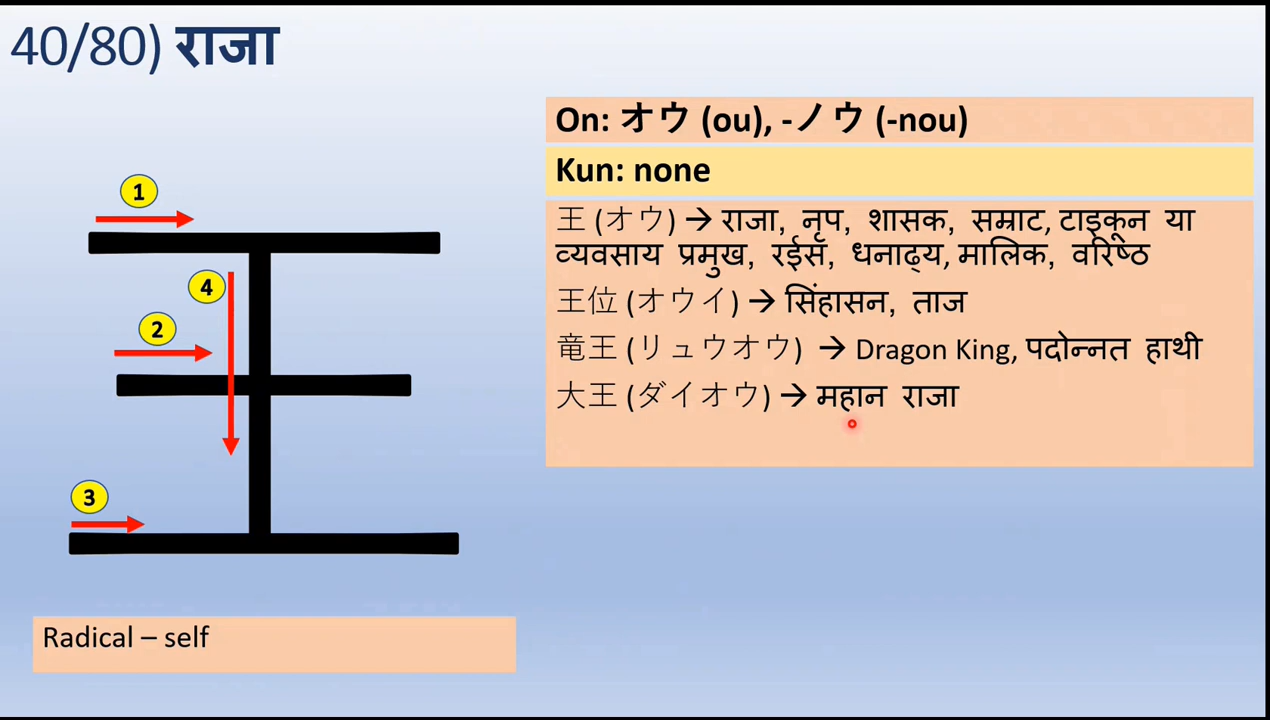 40/80) राजा
On: オウ (ou), -ノウ (-nou)
Kun: none
王 (オウ) → राजा, नृप, शासक, सम्राट, टाइकून या
व्यवसाय प्रमुख, रईस, धनाढ्य, मालिक, वरिष्ठ
王位 (オウイ) → सिंहासन, ताज
竜王 (リュウオウ) → Dragon King, पदोन्नत हाथी
大王 (ダイオウ) → महान राजा
1
4
2
3
王
Radical – self